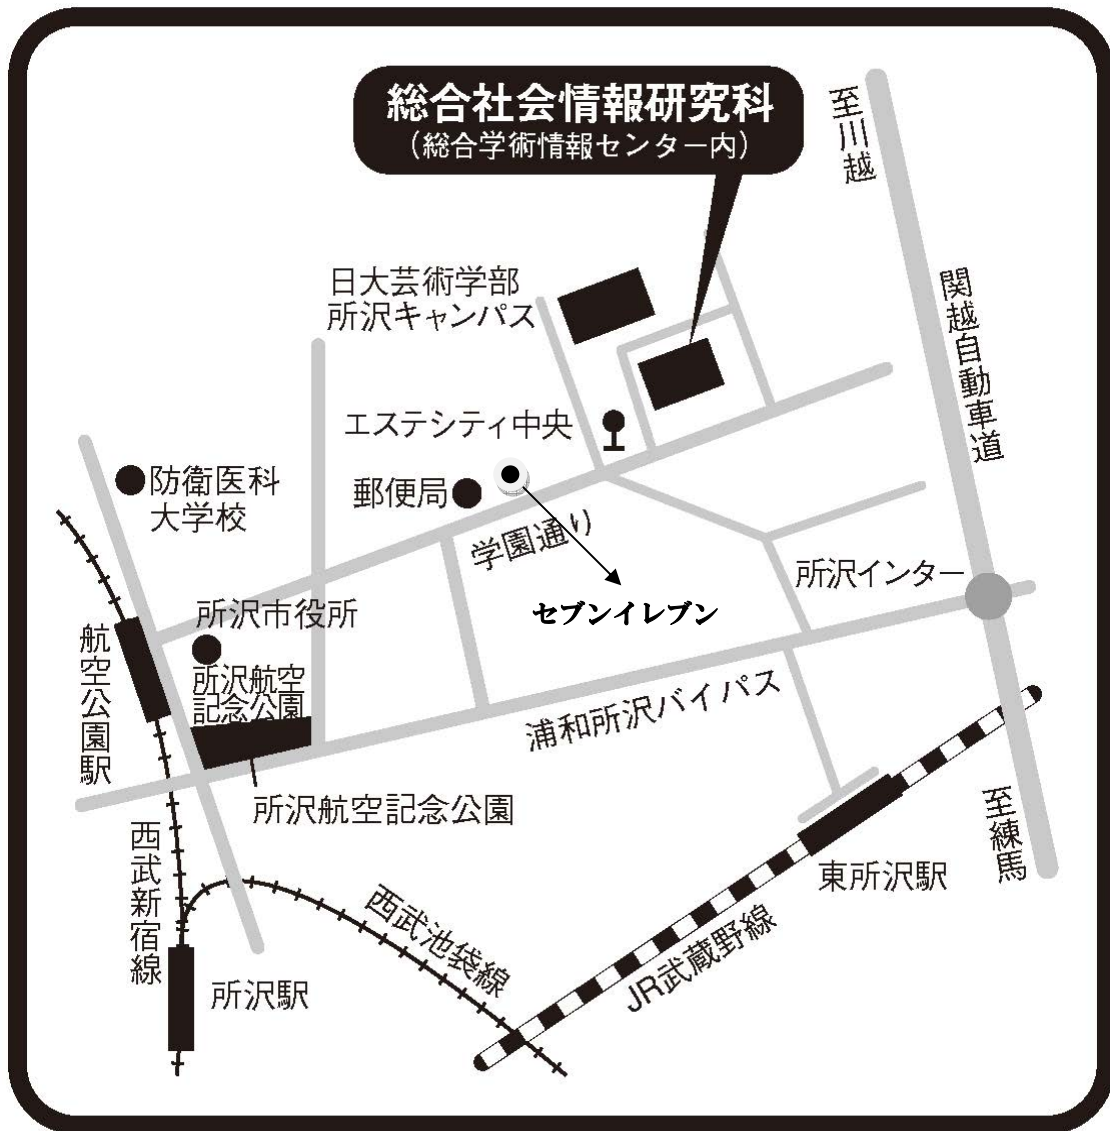 総合社会情報研究科
（総合学術情報センター内）
至川越
日大芸術学部
所沢キャンパス
関越自動車道
エステシティ中央
防衛医科
大学校
郵便局
学園通り
所沢インター
セブンイレブン
所沢市役所
航空公園駅
所沢航空
記念公園
浦和所沢バイパス
所沢航空記念公園
至練馬
西武新宿線
東所沢駅
西武池袋線
JR武蔵野線
所沢駅